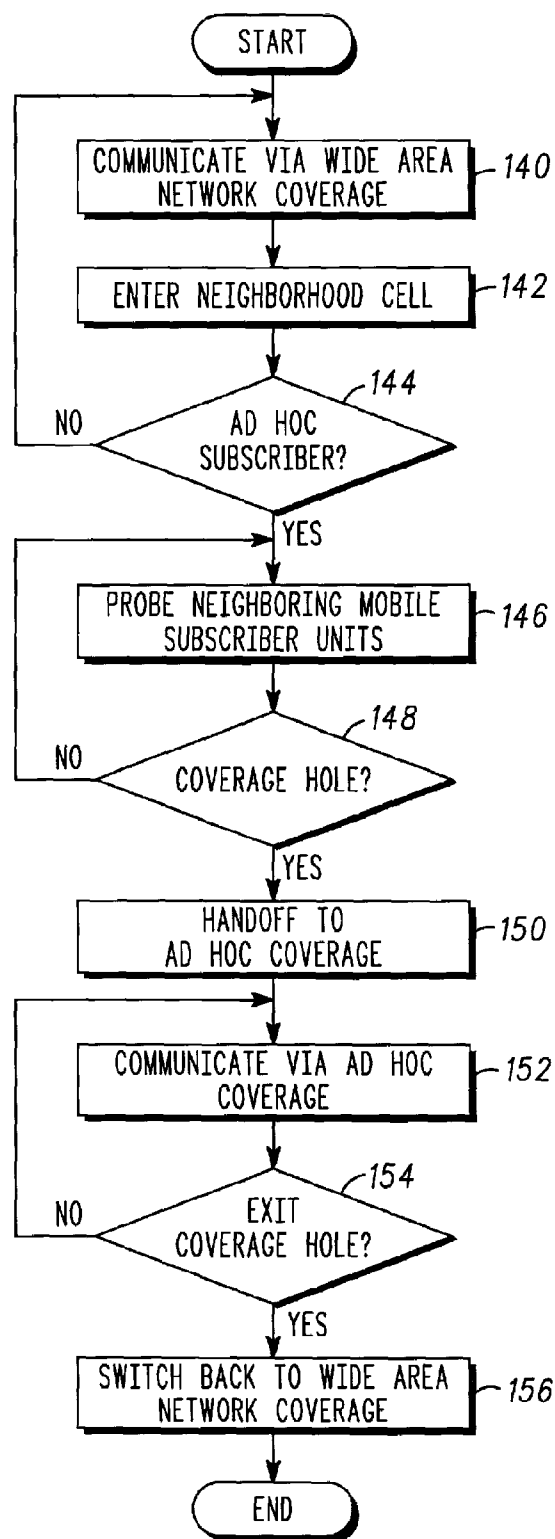 START
COMMUNICATE VIA WIDE AREA
NETWORK COVERAGE
140
ENTER NEIGHBORHOOD CELL
142
144
AD HOC
SUBSCRIBER?
NO
YES
PROBE NEIGHBORING MOBILE
SUBSCRIBER UNITS
146
148
COVERAGE HOLE?
NO
YES
HANDOFF TO
AD HOC COVERAGE
150
COMMUNICATE VIA AD HOC
COVERAGE
152
154
EXIT
COVERAGE HOLE?
NO
YES
SWITCH BACK TO WIDE AREA
NETWORK COVERAGE
156
END